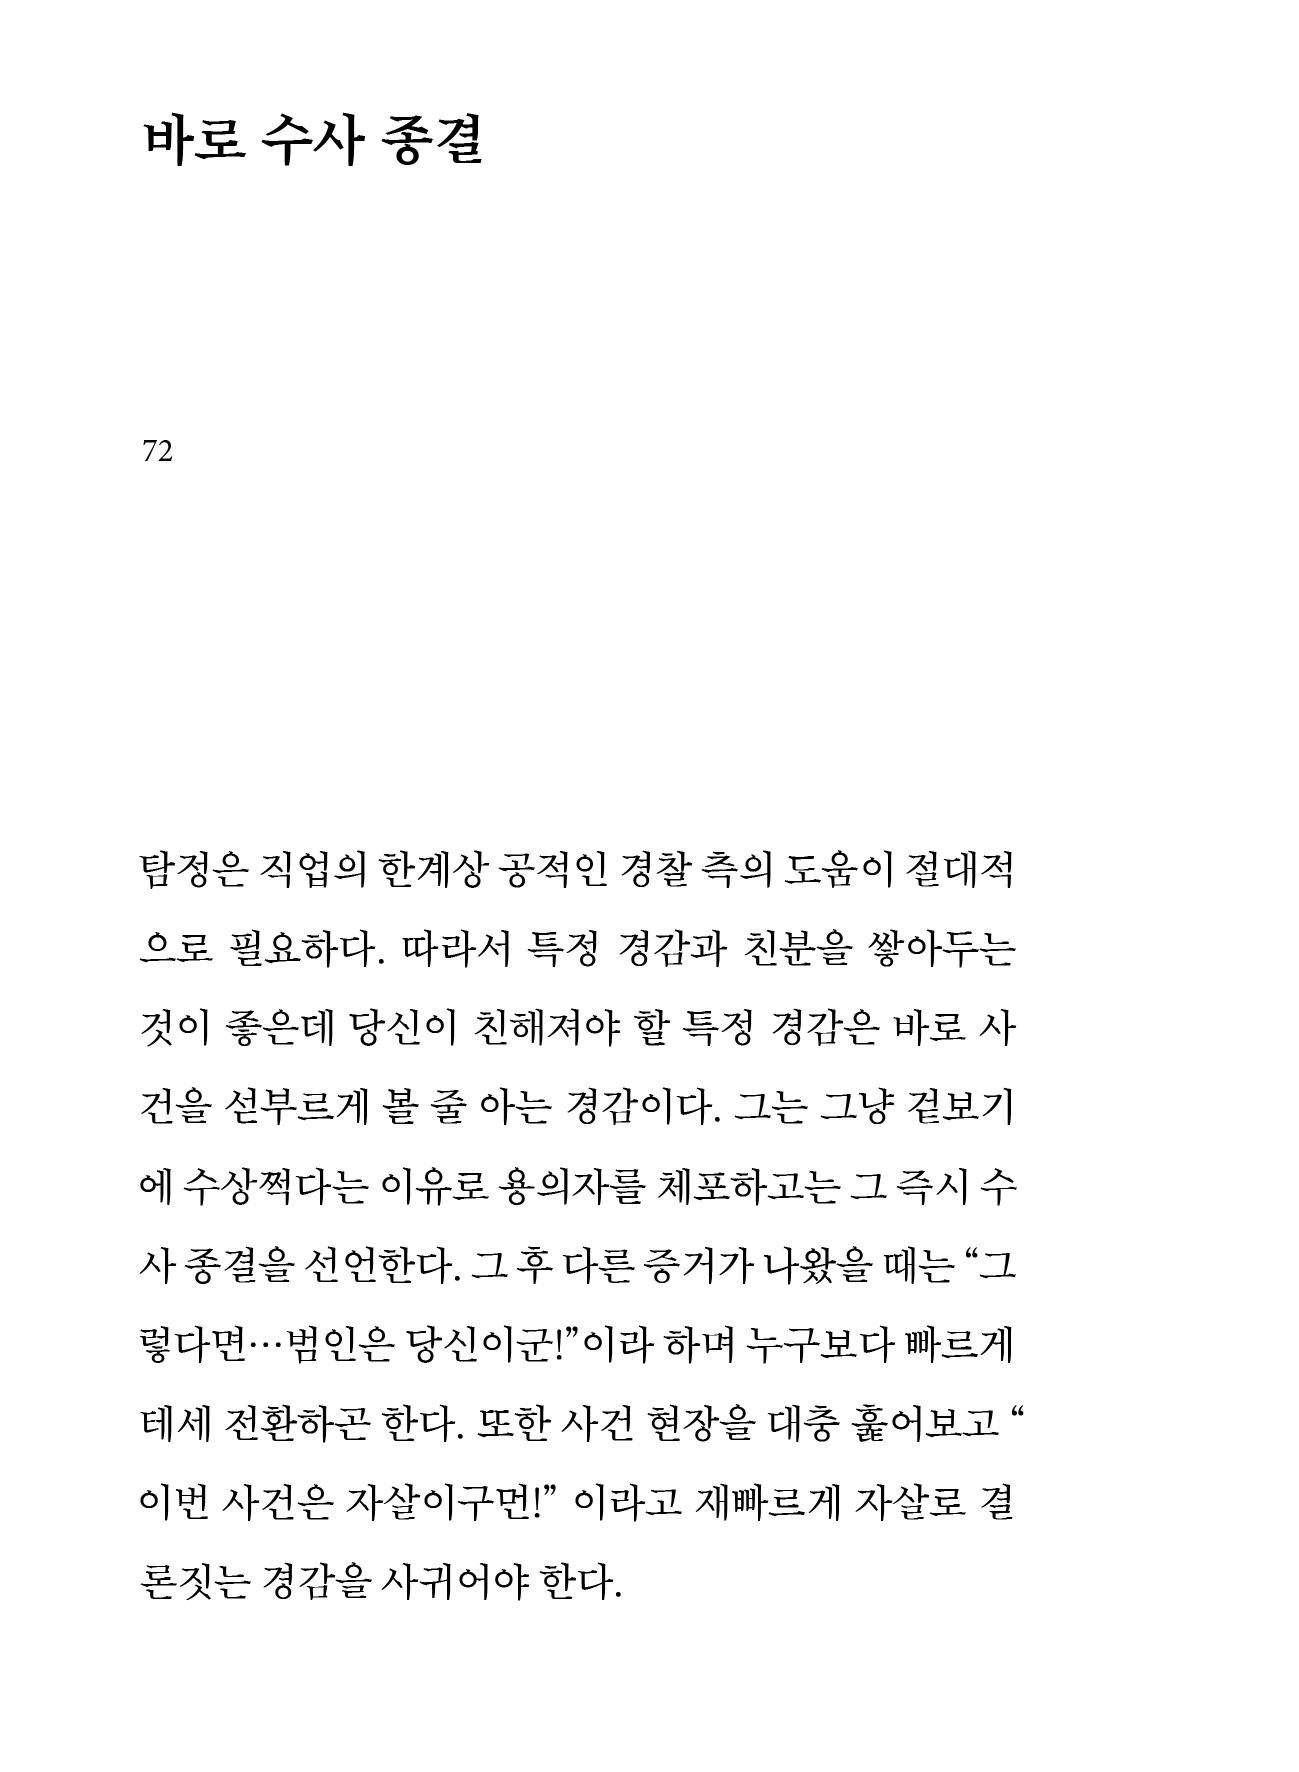 바로 수사 종결
72
탐정은 직업의 한계상 공적인 경찰 측의 도움이 절대적
으로 필요하다. 따라서 특정 경감과 친분을 쌓아두는
것이 좋은데 당신이 친해져야 할 특정 경감은 바로 사
건을 섣부르게 볼 줄 아는 경감이다. 그는 그냥 겉보기
에 수상쩍다는 이유로 용의자를 체포하고는 그 즉시 수
사 종결을 선언한다. 그 후 다른 증거가 나왔을 때는 “그
렇다면…범인은 당신이군!”이라 하며 누구보다 빠르게
테세 전환하곤 한다. 또한 사건 현장을 대충 훑어보고 “
이번 사건은 자살이구먼!” 이라고 재빠르게 자살로 결
론짓는 경감을 사귀어야 한다.